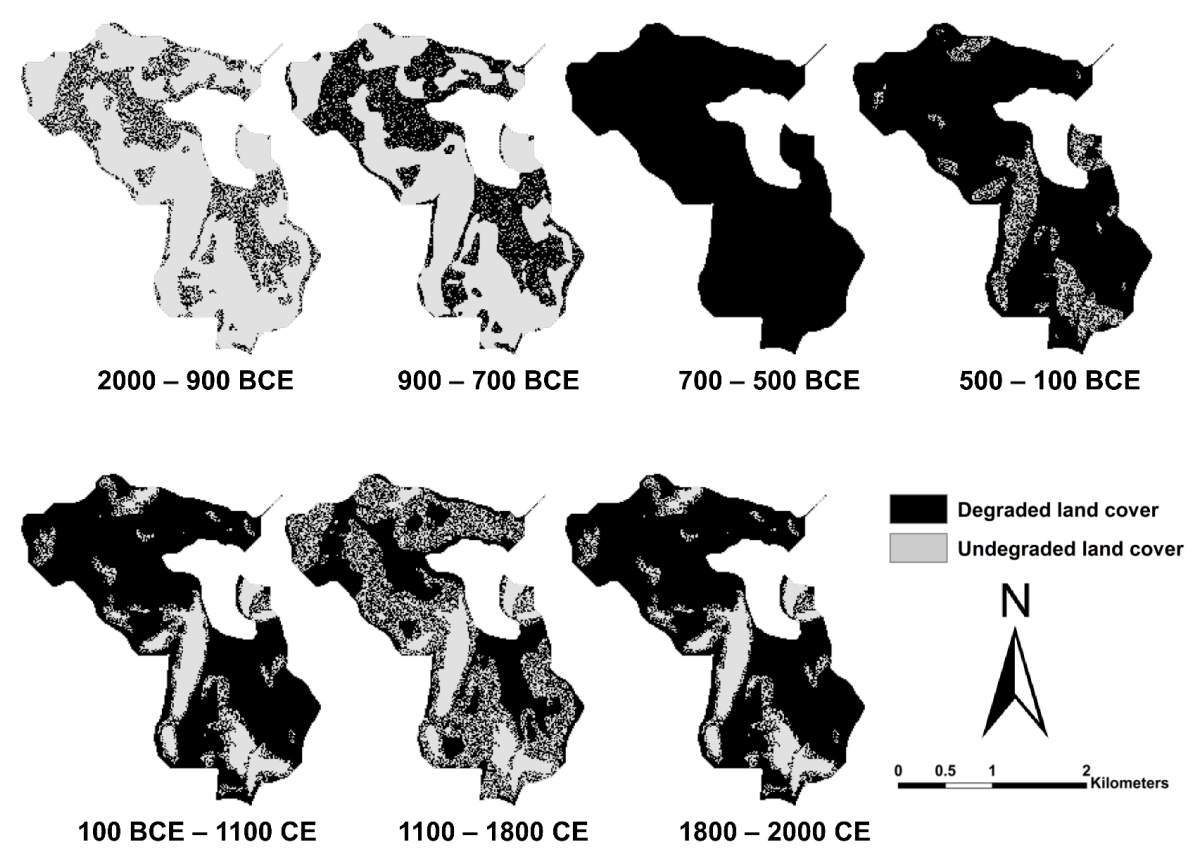 2000 – 900 BCE
900 – 700 BCE
700 – 500 BCE
500 – 100 BCE
Degraded land cover
Undegraded land cover
N
0 0.5 1 2
Kilometers
100 BCE – 1100 CE
1100 – 1800 CE
1800 – 2000 CE